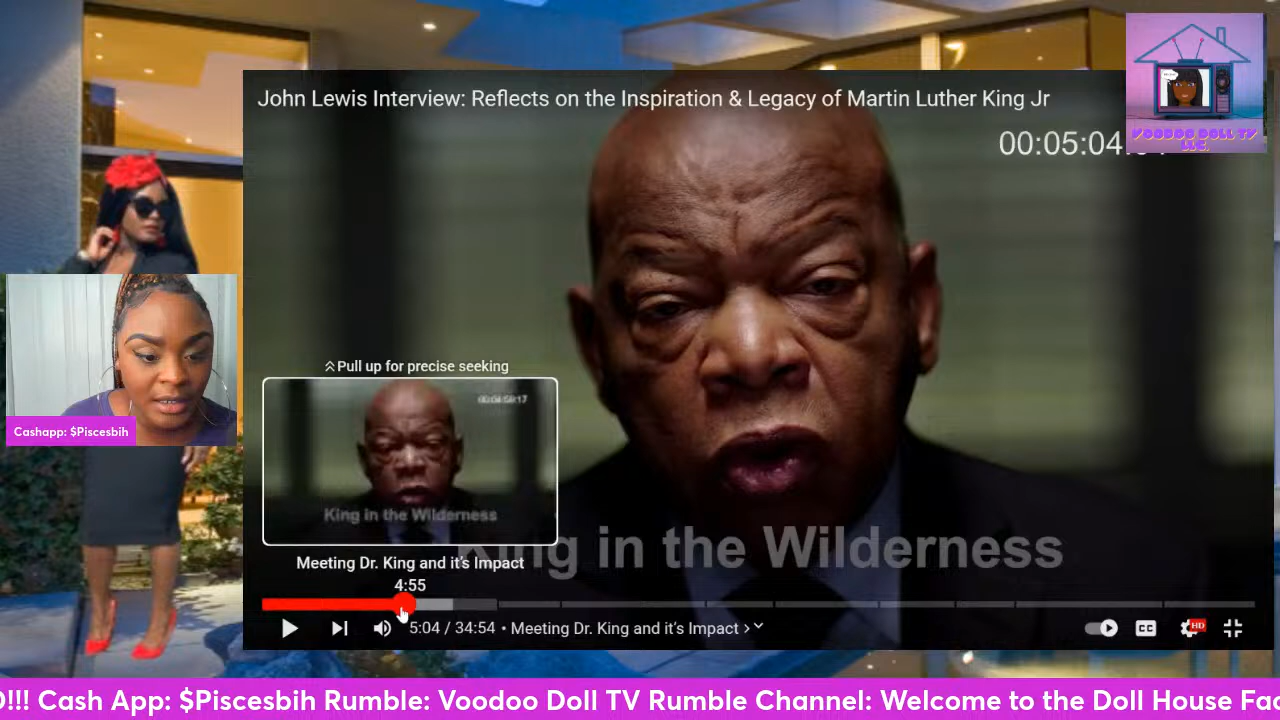 John Lewis Interview: Reflects on the Inspiration & Legacy of Martin Luther King Jr
00:05:04
VOODOO DOLL TV
LLC.
Pull up for precise seeking
King in the Wilderness
Cashapp: $Piscesbih
King in the Wilderness
Meeting Dr. King and it's Impact
4:55
5:04 / 34:54 • Meeting Dr. King and it's Impact
CC
HD
!!! Cash App: $Piscesbih Rumble: Voodoo Doll TV Rumble Channel: Welcome to the Doll House